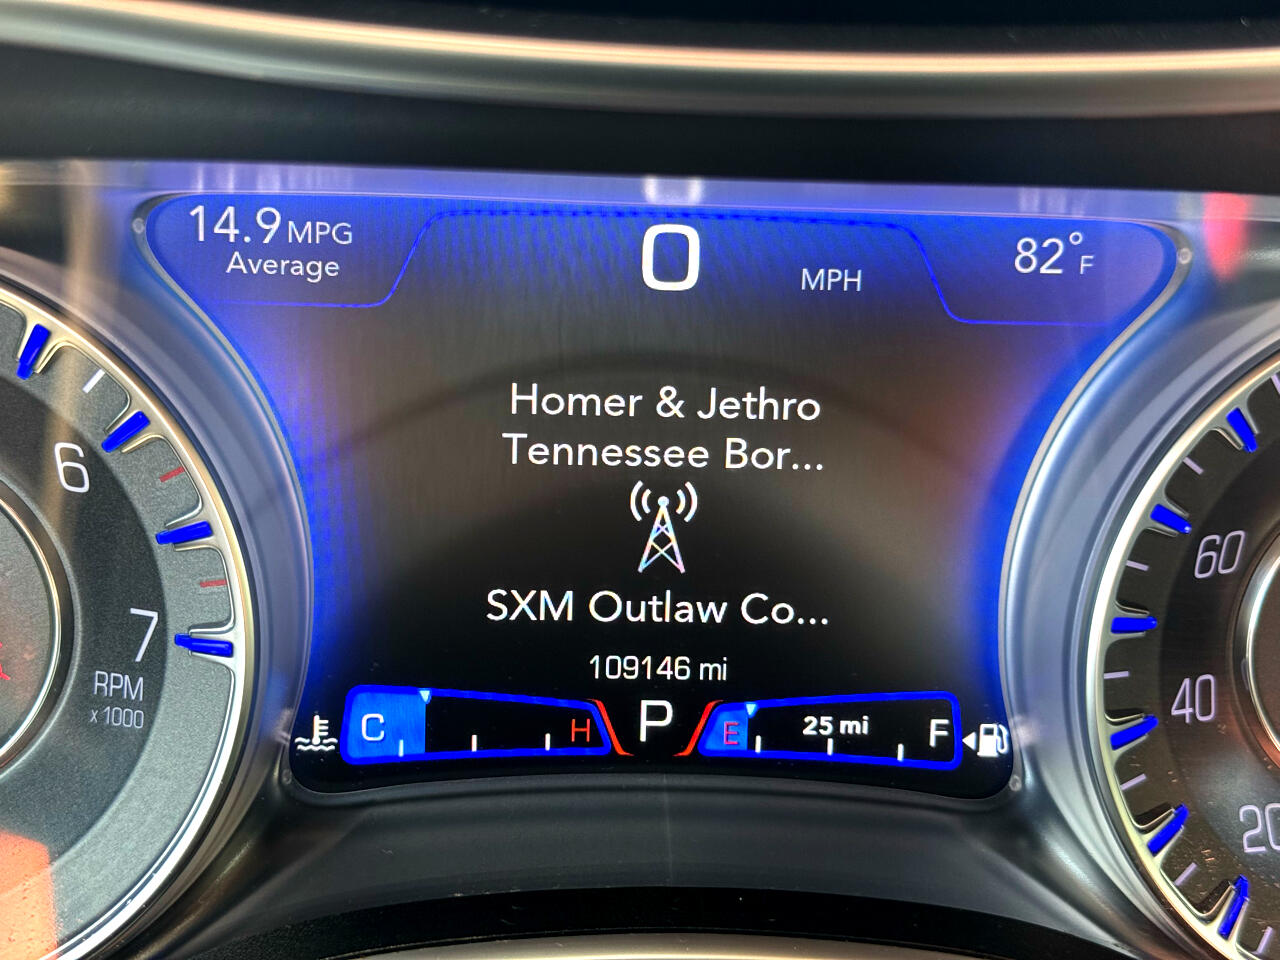 14.9 MPG
Average
0 MPH
82°F
Homer & Jethro
Tennessee Bor...
SXM Outlaw Co...
109146 mi
C H
P
E 25 mi F
6
7
RPM
x 1000
60
40
20